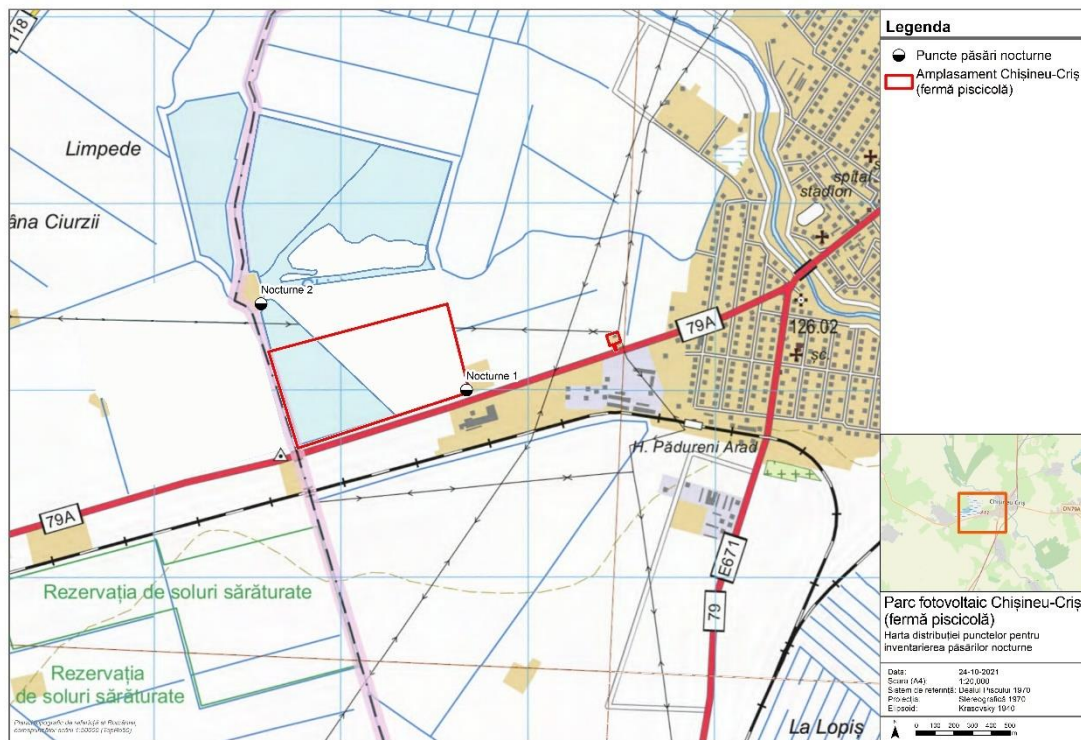 118
Limpede
âna Ciurzii
Nocturne 2
Nocturne 1
79A
126.02
stadion
spital
sc.
H. Pădureni Arad
79A
E671
79
Rezervația de soluri sărăturate
Rezervația
de soluri sărăturate
La Lopiș
Legenda
Puncte păsări nocturne
Amplasament Chișineu-Criș
(fermă piscicolă)
Chișineu Criș
Parc fotovoltaic Chișineu-Criș
(fermă piscicolă)
Harta distribuției punctelor pentru
inventarierea păsărilor nocturne
Data: 24-10-2021
Scara (A4): 1:20,000
Sistem de referință: Dealul Piscului 1970
Proiecția: Stereografică 1970
Elipsoid: Krasovsky 1940
0 100 200 300 400 500
m